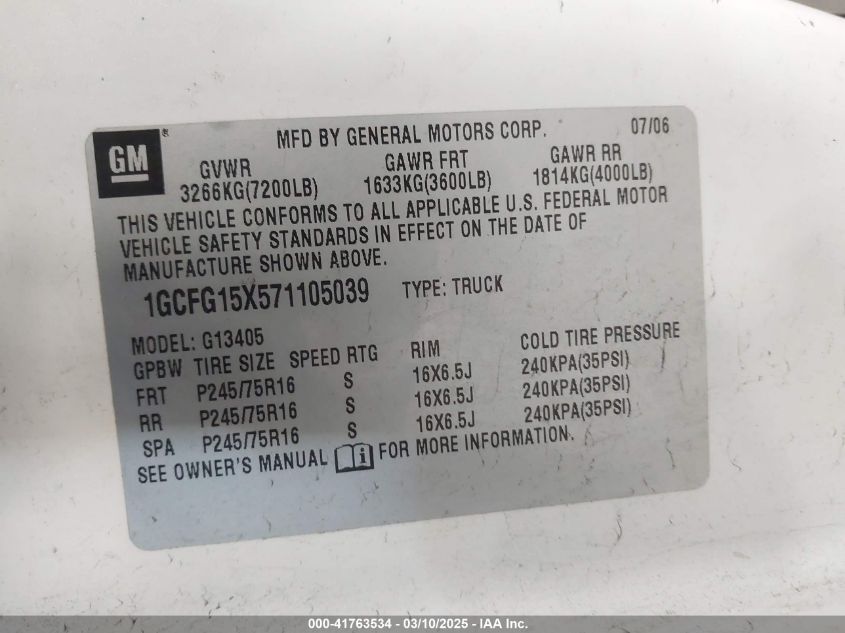 GM®
MFD BY GENERAL MOTORS CORP. 07/06
GVWR GAWR FRT GAWR RR
3266KG(7200LB) 1633KG(3600LB) 1814KG(4000LB)
THIS VEHICLE CONFORMS TO ALL APPLICABLE U.S. FEDERAL MOTOR
VEHICLE SAFETY STANDARDS IN EFFECT ON THE DATE OF
MANUFACTURE SHOWN ABOVE.
1GCFG15X571105039 TYPE: TRUCK
MODEL: G13405
GPBW TIRE SIZE SPEED RTG RIM COLD TIRE PRESSURE
FRT P245/75R16 S 16X6.5J 240KPA(35PSI)
RR P245/75R16 S 16X6.5J 240KPA(35PSI)
SPA P245/75R16 S 16X6.5J 240KPA(35PSI)
SEE OWNER'S MANUAL i FOR MORE INFORMATION.
000-41763534 - 03/10/2025 - IAA Inc.